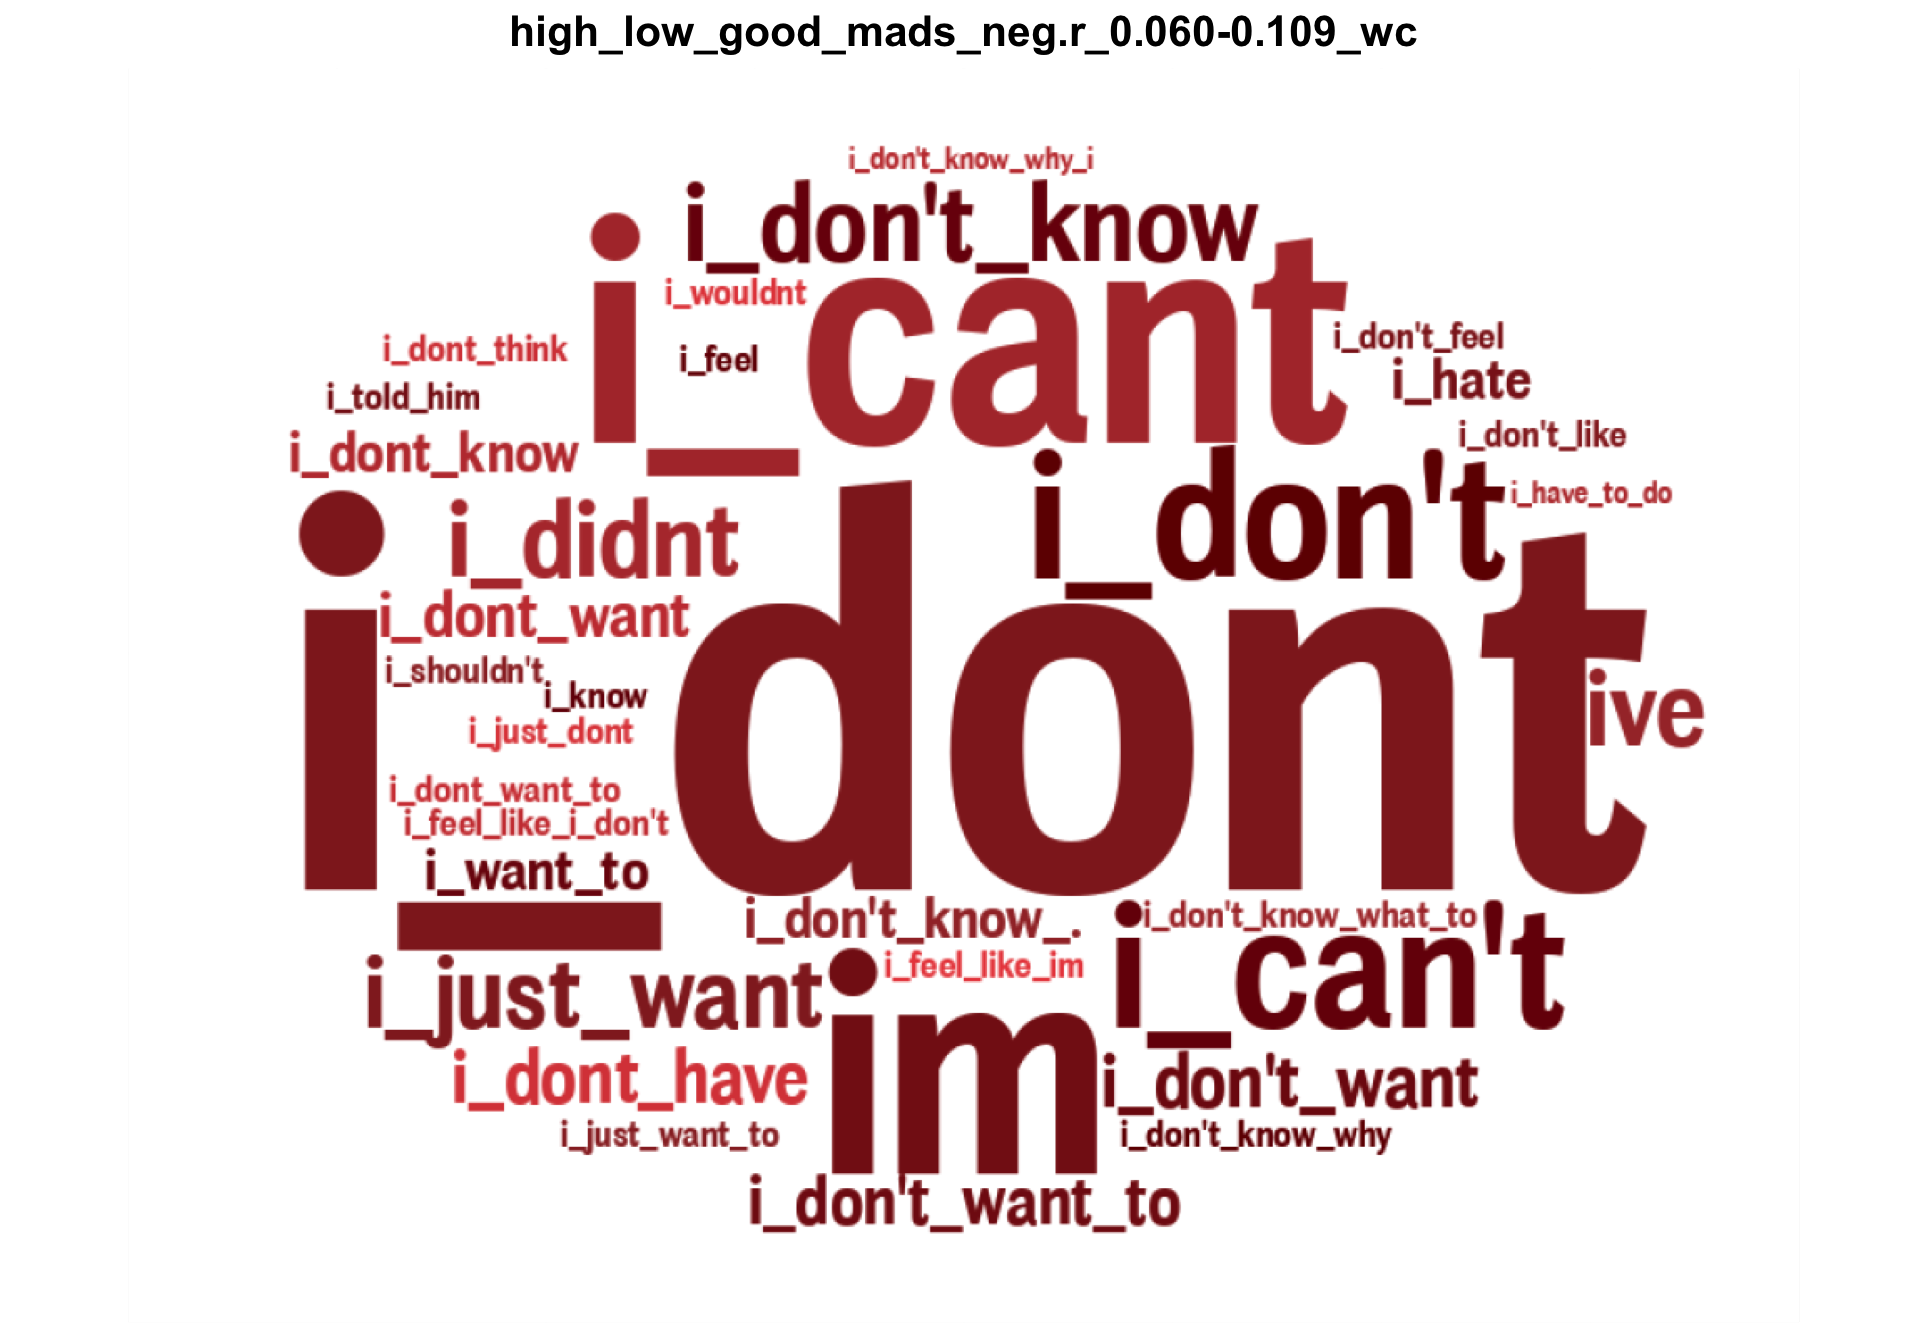 high_low_good_mads_neg.r_0.060-0.109_wc
i_don't_know_why_i
i_don't_know
i_cant
i_wouldnt
i_dont_think
i_feel
i_don't_feel
i_told_him
i_hate
i_dont_know
i_don't_like
i_have_to_do
i_didnt
i_don't
i_dont
i_dont_want
i_shouldn't
i_know
ive
i_just_dont
i_dont_want_to
i_feel_like_i_don't
i_want_to
i_don't_know_.
i_don't_know_what_to
i_can't
i_feel_like_im
i_just_want
im
i_dont_have
i_don't_want
i_just_want_to
i_don't_know_why
i_don't_want_to